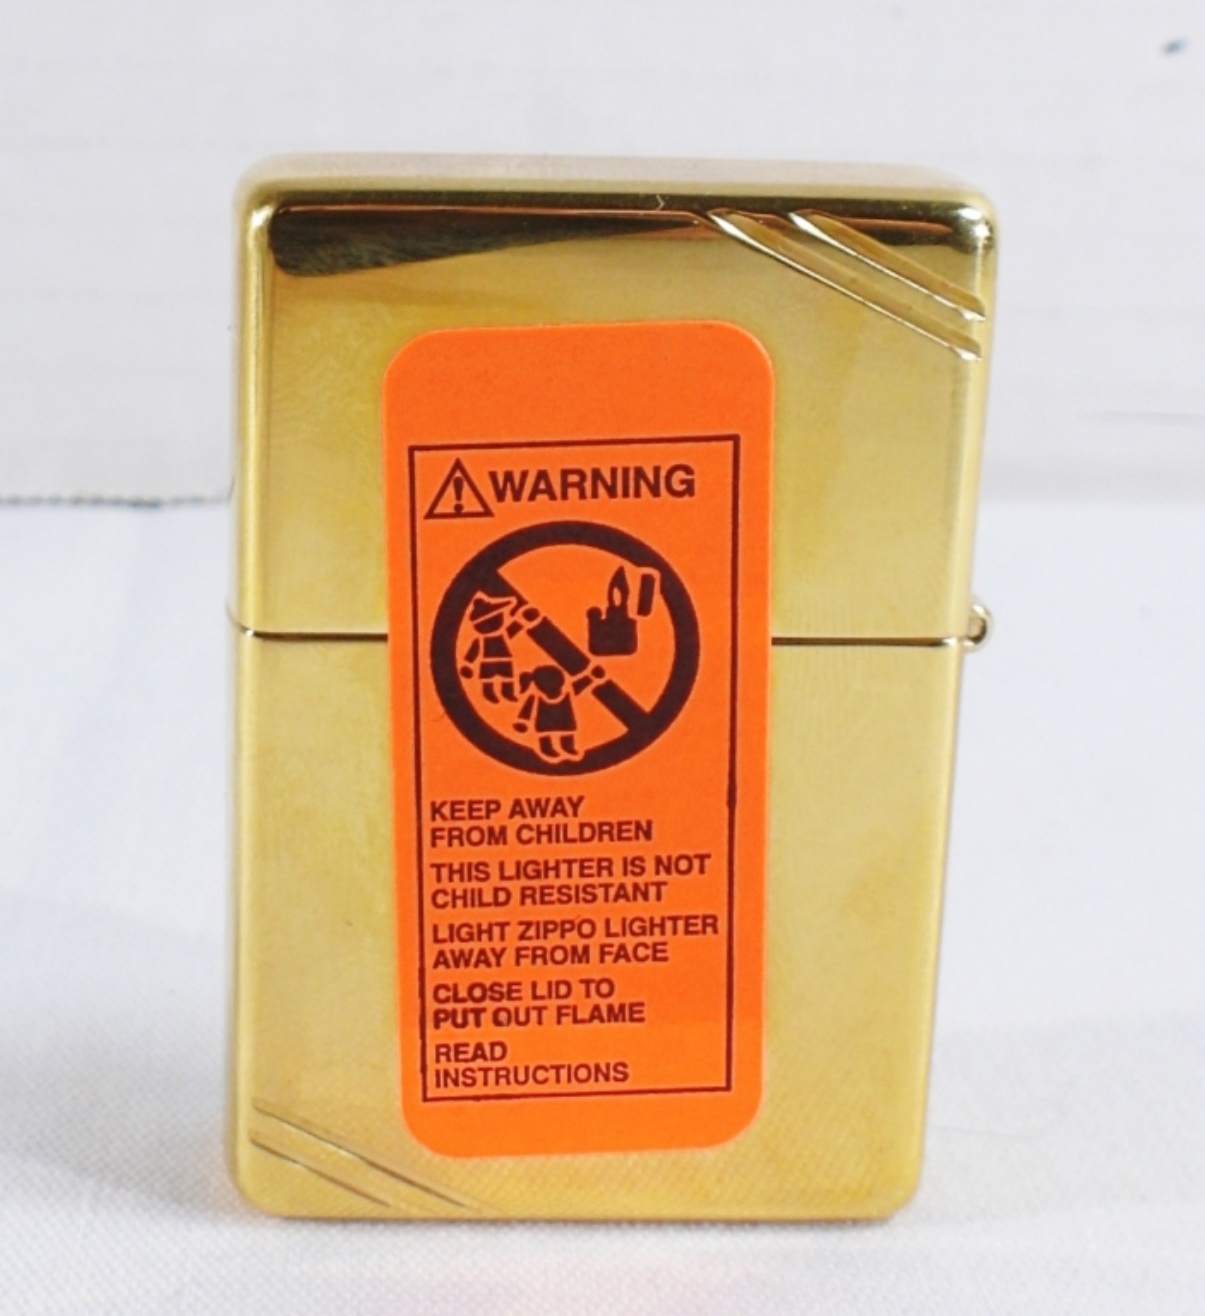 WARNING
KEEP AWAY
FROM CHILDREN
THIS LIGHTER IS NOT
CHILD RESISTANT
LIGHT ZIPPO LIGHTER
AWAY FROM FACE
CLOSE LID TO
PUT OUT FLAME
READ
INSTRUCTIONS